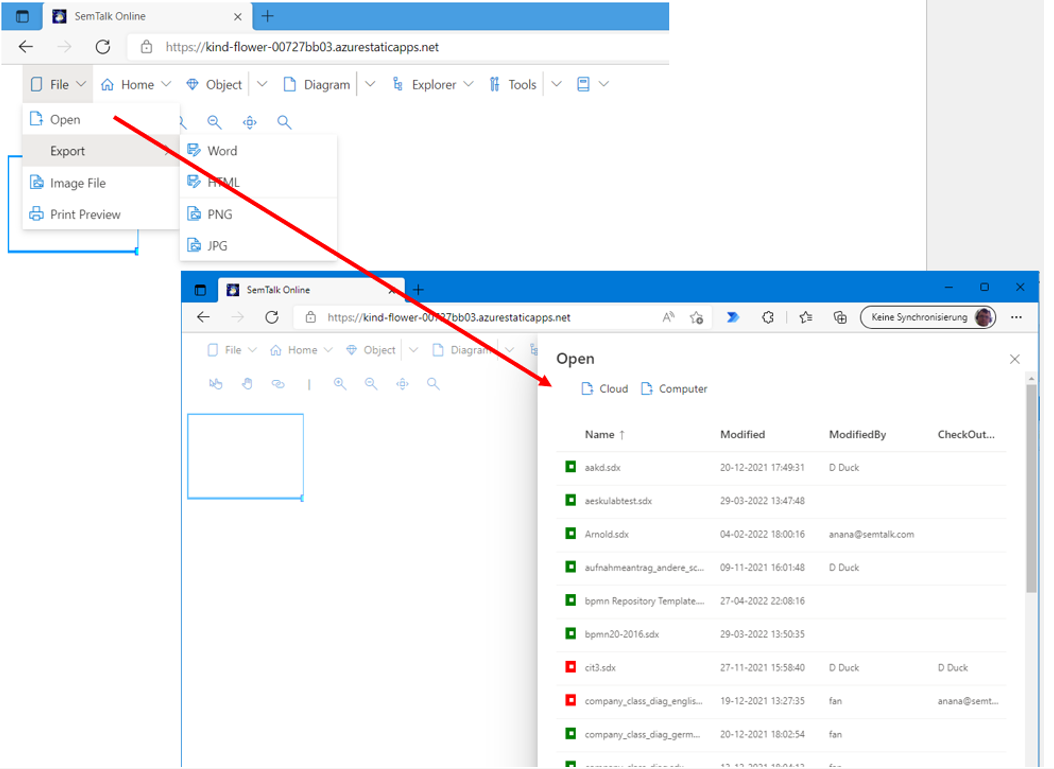 SemTalk Online
https://kind-flower-00727bb03.azurestaticapps.net
File Home Object Diagram Explorer Tools
Open
Export
Image File
Print Preview
Word
HTML
PNG
JPG
SemTalk Online
https://kind-flower-00727bb03.azurestaticapps.net
Keine Synchronisierung
File Home Object Diagram
Open
Cloud Computer
Name ↑ Modified ModifiedBy CheckOut...
aakd.sdx 20-12-2021 17:49:31 D Duck
aeskulabtest.sdx 29-03-2022 13:47:48
Arnold.sdx 04-02-2022 18:00:16 anana@semtalk.com
aufnahmeantrag_andere_sc... 09-11-2021 16:01:48 D Duck
bpmn Repository Template.... 27-04-2022 22:08:16
bpmn20-2016.sdx 29-03-2022 13:50:35
cit3.sdx 27-11-2021 15:58:40 D Duck D Duck
company_class_diag_englis... 19-12-2021 13:27:35 fan anana@semt...
company_class_diag_germ... 20-12-2021 18:02:54 fan